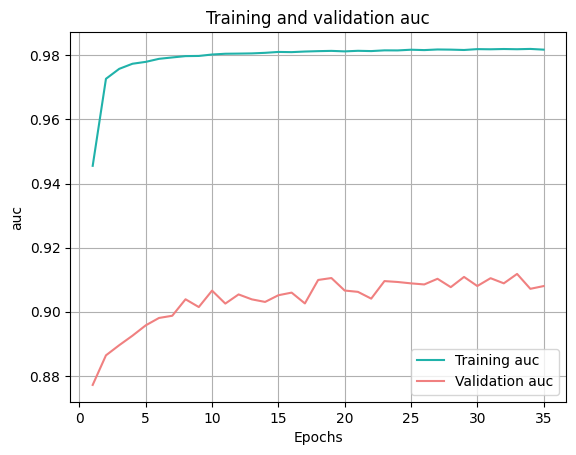 Training and validation auc
0.98
0.96
0.94
0.92
0.90
0.88
auc
Training auc
Validation auc
0 5 10 15 20 25 30 35
Epochs